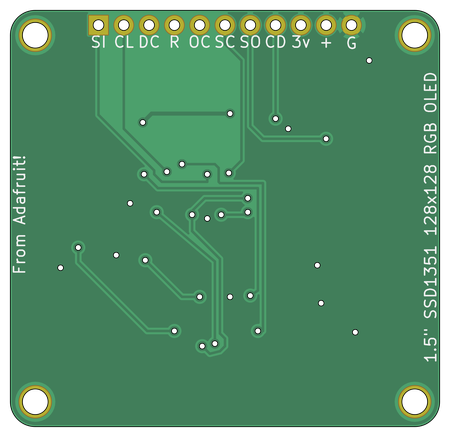 SI CL DC R OC SC SO CD 3v + G
From Adafruit!
1.5" SSD1351 128x128 RGB OLED